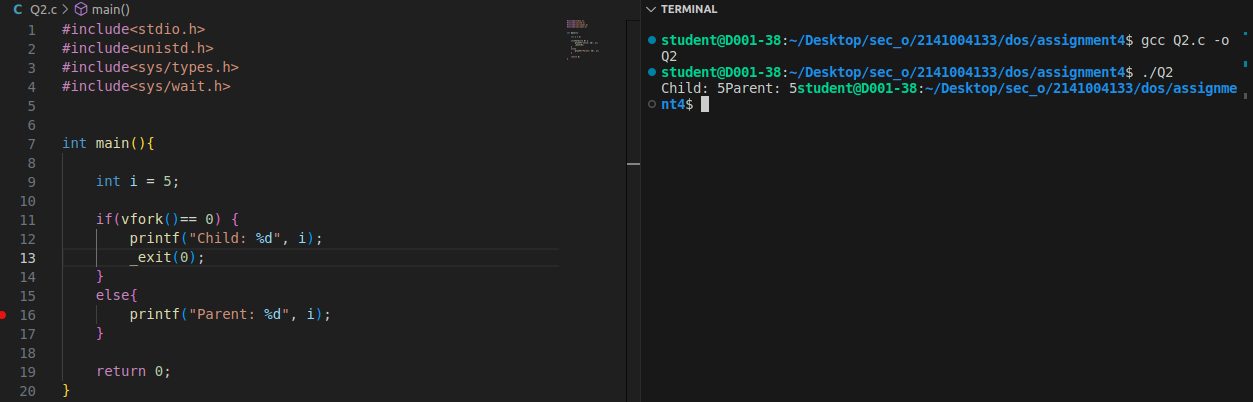 C Q2.c > main()
1 #include<stdio.h>
2 #include<unistd.h>
3 #include<sys/types.h>
4 #include<sys/wait.h>
5
6
7 int main(){
8
9 int i = 5;
10
11 if(vfork()== 0) {
12 printf("Child: %d", i);
13 _exit(0);
14 }
15 else{
16 printf("Parent: %d", i);
17 }
18
19 return 0;
20 }
TERMINAL
student@D001-38:~/Desktop/sec_o/2141004133/dos/assignment4$ gcc Q2.c -o
Q2
student@D001-38:~/Desktop/sec_o/2141004133/dos/assignment4$ ./Q2
Child: 5Parent: 5student@D001-38:~/Desktop/sec_o/2141004133/dos/assignme
nt4$